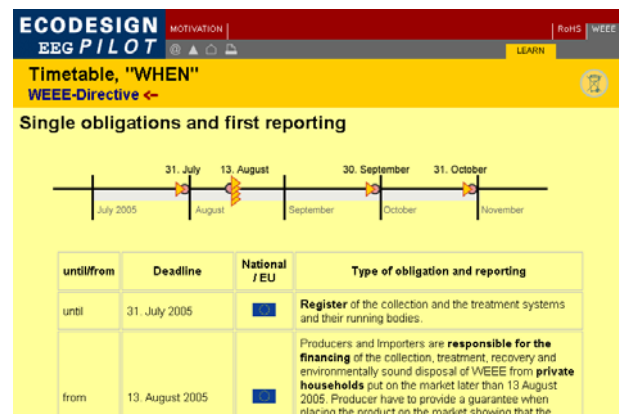 ECODESIGN MOTIVATION RoHS WEEE
EEG PILOT @ LEARN
Timetable, "WHEN"
WEEE-Directive
Single obligations and first reporting
31. July 13. August 30. September 31. October
July 2005 August September October November
until/from Deadline National / EU Type of obligation and reporting
until 31. July 2005 Register of the collection and the treatment systems
and their running bodies.
Producers and Importers are responsible for the
financing of the collection, treatment, recovery and
environmentally sound disposal of WEEE from private
households put on the market later than 13 August
from 13. August 2005 2005. Producer have to provide a guarantee when
placing the product on the market showing that the